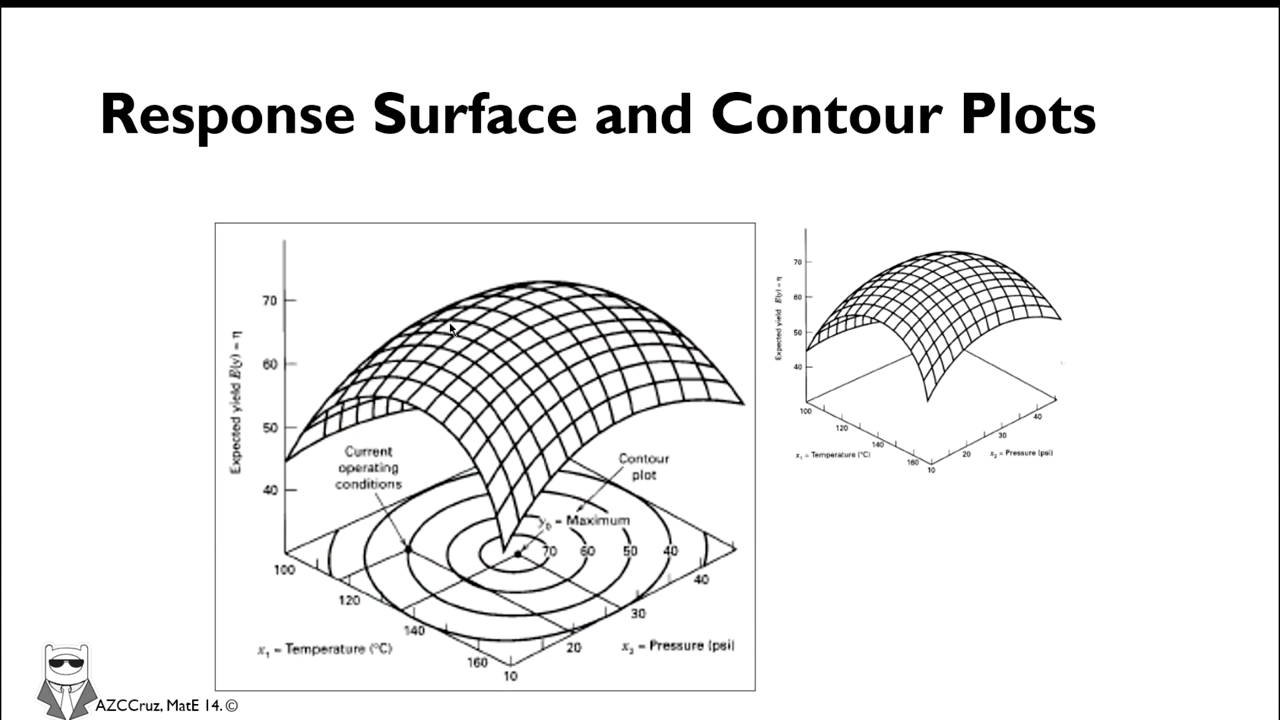 Response Surface and Contour Plots
Expected yield E(y) = η
70
60
50
40
Current
operating
conditions
Contour
plot
y₀ = Maximum
70 60 50 40
100
120
140
160
10
20
30
40
x₁ = Temperature (°C)
x₂ = Pressure (psi)
Expected yield E(y) = η
70
60
50
40
100
120
140
160
10
20
30
40
x₁ = Temperature (°C)
x₂ = Pressure (psi)
AZCCruz, MatE 14. ©